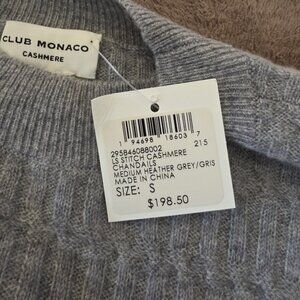 CLUB MONACO
CASHMERE
1 94698 18603 7
295846088002 215
LS STITCH CASHMERE
CHANDAILS
MEDIUM HEATHER GREY/GRIS
MADE IN CHINA
SIZE: S
$198.50